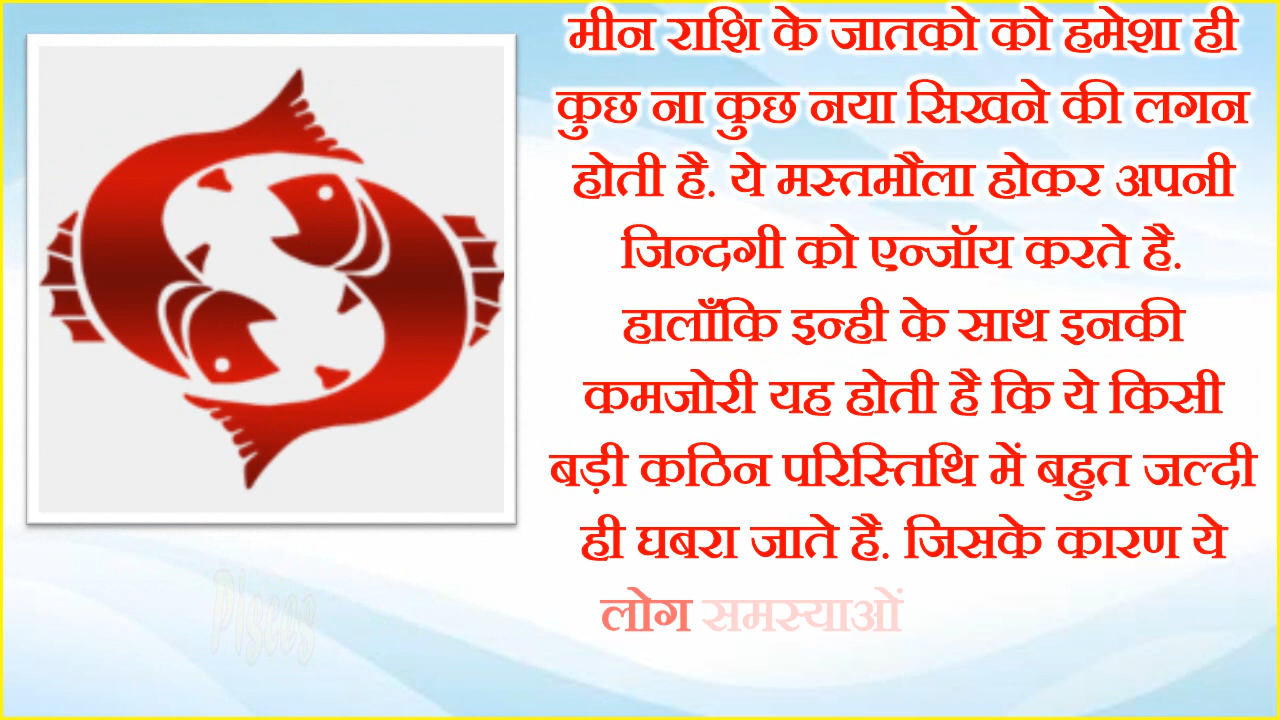 मीन राशि के जातको को हमेशा ही
कुछ ना कुछ नया सिखने की लगन
होती है. ये मस्तमौला होकर अपनी
जिन्दगी को एन्जॉय करते है.
हालाँकि इन्ही के साथ इनकी
कमजोरी यह होती है कि ये किसी
बड़ी कठिन परिस्तिथि में बहुत जल्दी
ही घबरा जाते है. जिसके कारण ये
लोग समस्याओं
Pisces